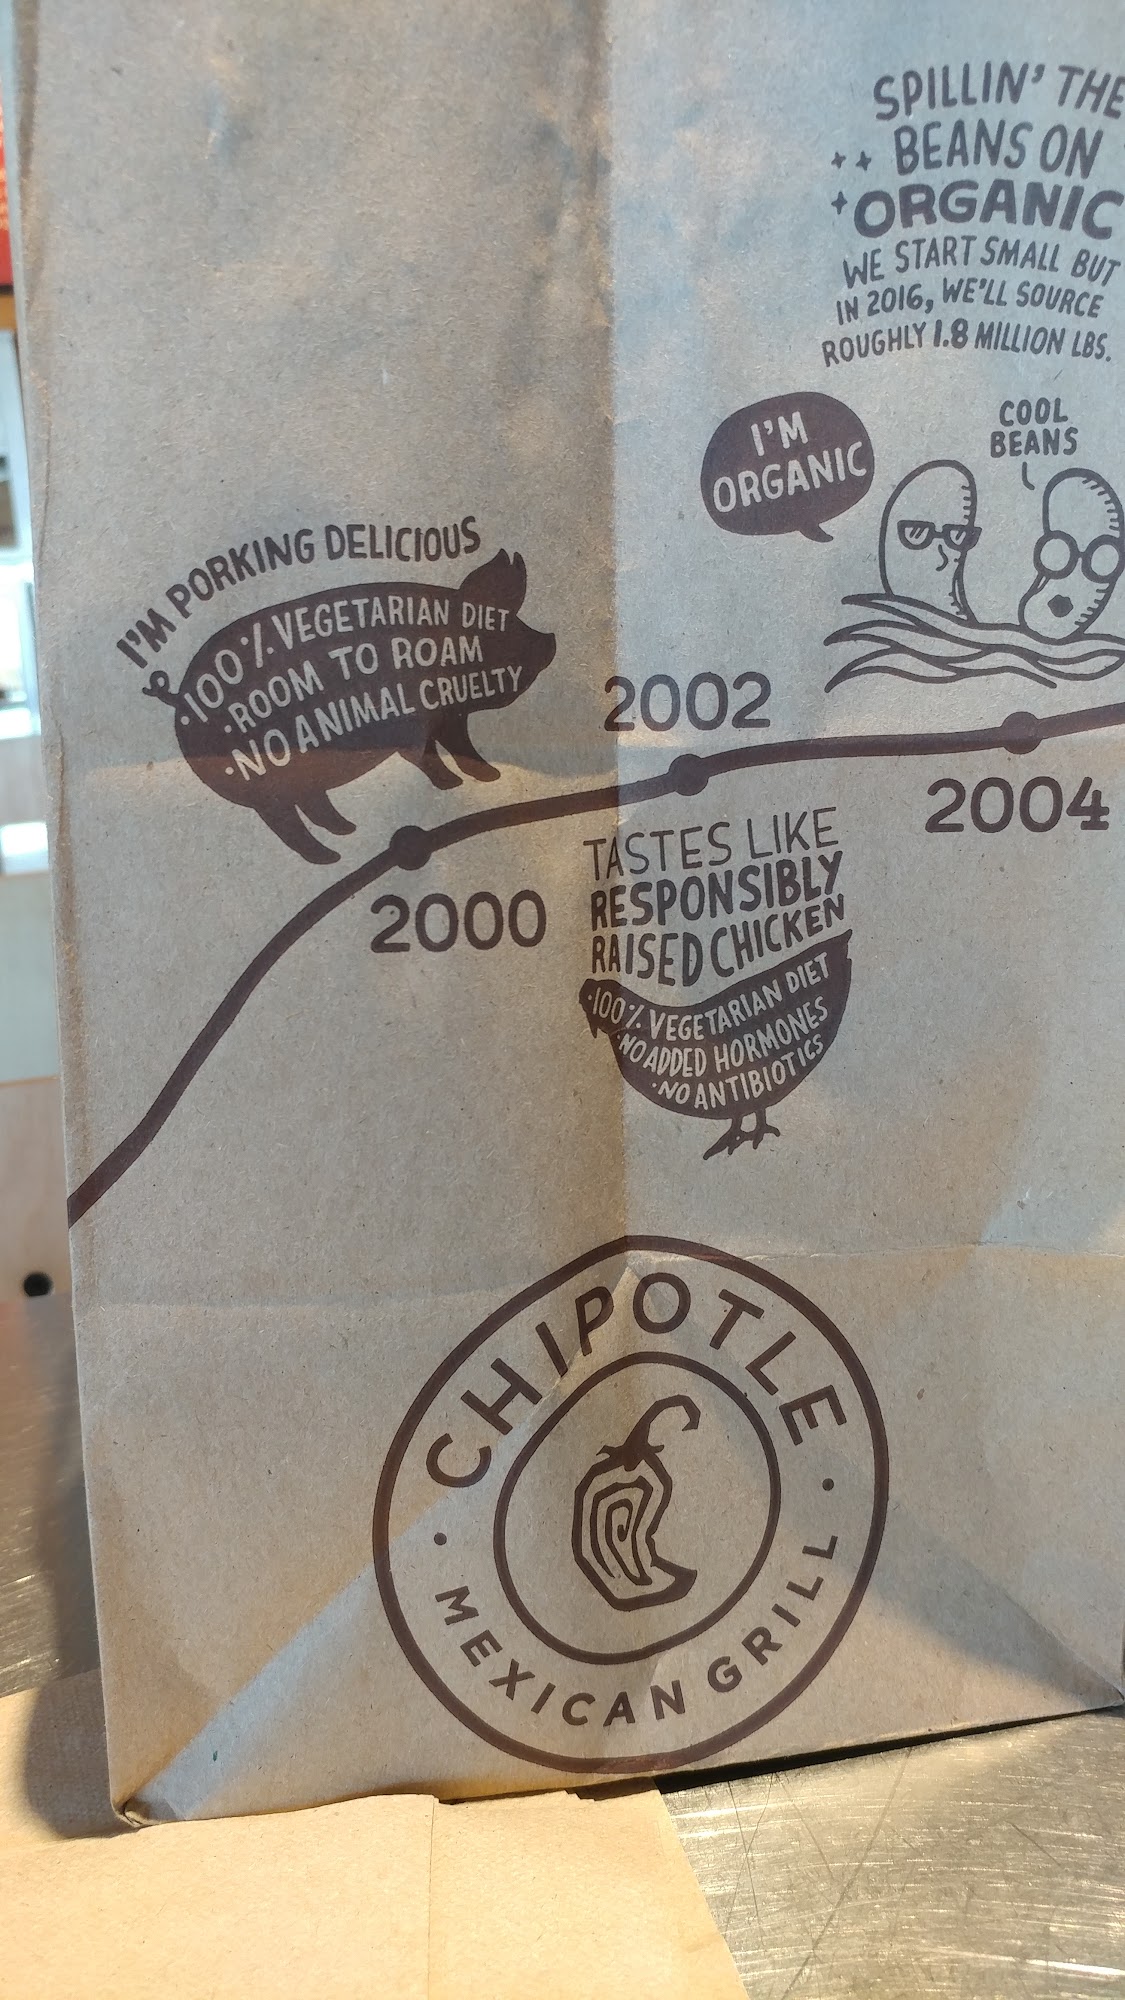 SPILLIN' THE
BEANS ON
ORGANIC
WE START SMALL BUT
IN 2016, WE'LL SOURCE
ROUGHLY 1.8 MILLION LBS.
I'M
ORGANIC
COOL
BEANS
I'M PORKING DELICIOUS
·100% VEGETARIAN DIET
·ROOM TO ROAM
·NO ANIMAL CRUELTY
2000
2002
TASTES LIKE
RESPONSIBLY
RAISED CHICKEN
·100% VEGETARIAN DIET
·NO ADDED HORMONES
·NO ANTIBIOTICS
2004
CHIPOTLE
· MEXICAN GRILL ·